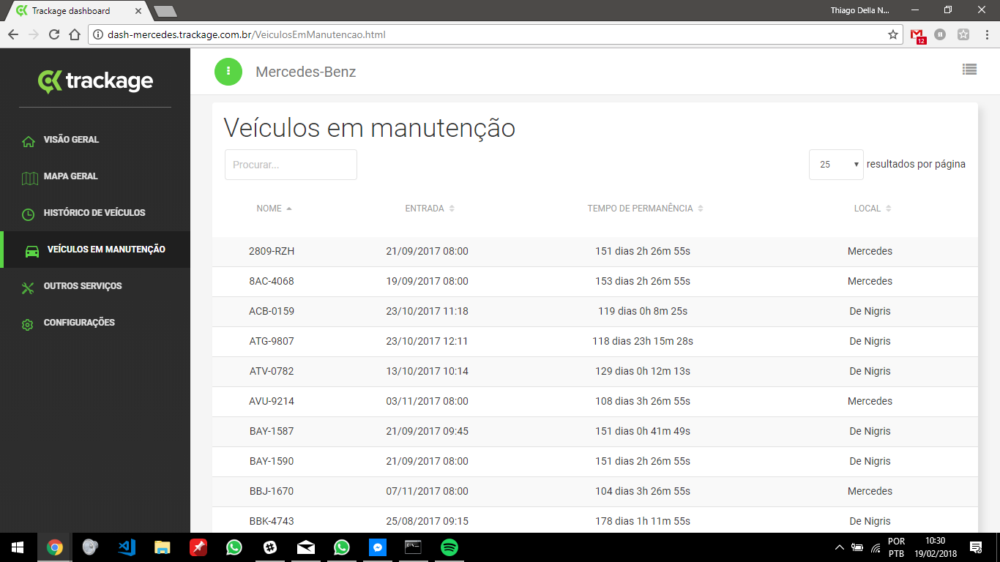 Trackage dashboard
Thiago Della N...
dash-mercedes.trackage.com.br/VeiculosEmManutencao.html
12
trackage
Mercedes-Benz
VISÃO GERAL
MAPA GERAL
HISTÓRICO DE VEÍCULOS
VEÍCULOS EM MANUTENÇÃO
OUTROS SERVIÇOS
CONFIGURAÇÕES
Veículos em manutenção
Procurar...
25 resultados por página
NOME ENTRADA TEMPO DE PERMANÊNCIA LOCAL
2809-RZH 21/09/2017 08:00 151 dias 2h 26m 55s Mercedes
8AC-4068 19/09/2017 08:00 153 dias 2h 26m 55s Mercedes
ACB-0159 23/10/2017 11:18 119 dias 0h 8m 25s De Nigris
ATG-9807 23/10/2017 12:11 118 dias 23h 15m 28s De Nigris
ATV-0782 13/10/2017 10:14 129 dias 0h 12m 13s De Nigris
AVU-9214 03/11/2017 08:00 108 dias 3h 26m 55s Mercedes
BAY-1587 21/09/2017 09:45 151 dias 0h 41m 49s De Nigris
BAY-1590 21/09/2017 08:00 151 dias 2h 26m 55s De Nigris
BBJ-1670 07/11/2017 08:00 104 dias 3h 26m 55s Mercedes
BBK-4743 25/08/2017 09:15 178 dias 1h 11m 55s De Nigris
POR
PTB
10:30
19/02/2018